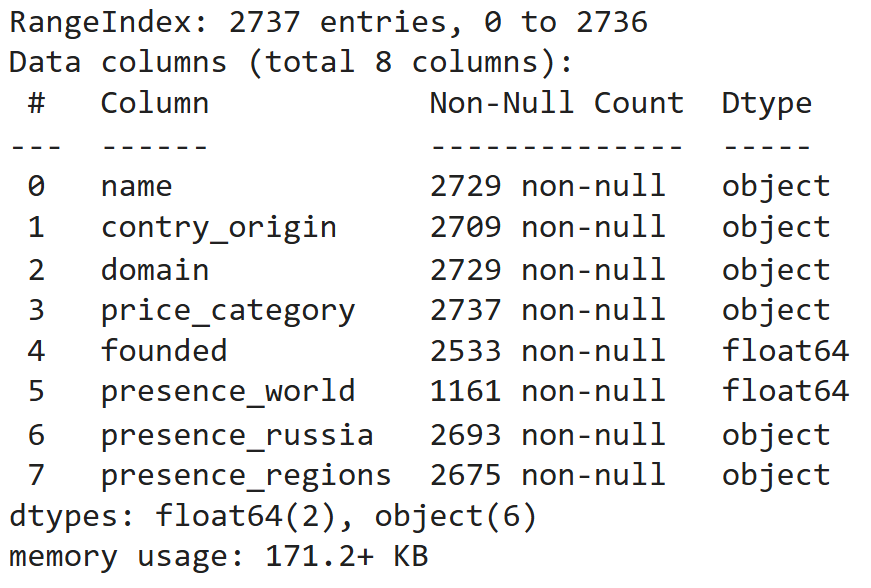 RangeIndex: 2737 entries, 0 to 2736
Data columns (total 8 columns):
 #   Column            Non-Null Count  Dtype
---  ------            --------------  -----
 0   name              2729 non-null   object
 1   contry_origin     2709 non-null   object
 2   domain            2729 non-null   object
 3   price_category    2737 non-null   object
 4   founded           2533 non-null   float64
 5   presence_world    1161 non-null   float64
 6   presence_russia   2693 non-null   object
 7   presence_regions  2675 non-null   object
dtypes: float64(2), object(6)
memory usage: 171.2+ KB